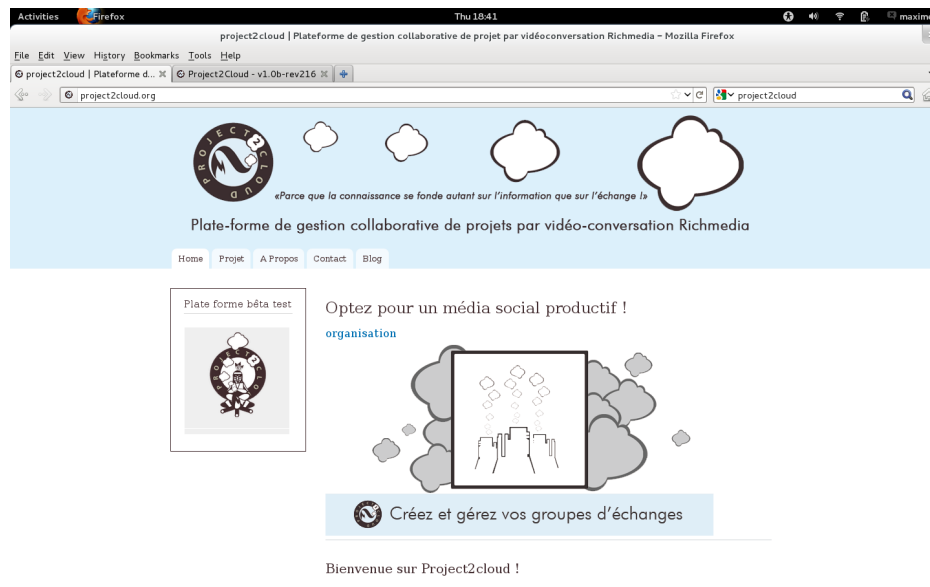 Activities Firefox Thu 18:41 maxime
project2cloud | Plateforme de gestion collaborative de projet par vidéoconversation Richmedia - Mozilla Firefox
File Edit View History Bookmarks Tools Help
project2cloud | Plateforme d... Project2Cloud - v1.0b-rev216
project2cloud.org project2cloud
PROJECT2CLOUD
«Parce que la connaissance se fonde autant sur l'information que sur l'échange !»
Plate-forme de gestion collaborative de projets par vidéo-conversation Richmedia
Home Projet A Propos Contact Blog
Plate forme bêta test
Optez pour un média social productif !
organisation
Créez et gérez vos groupes d'échanges
Bienvenue sur Project2cloud !